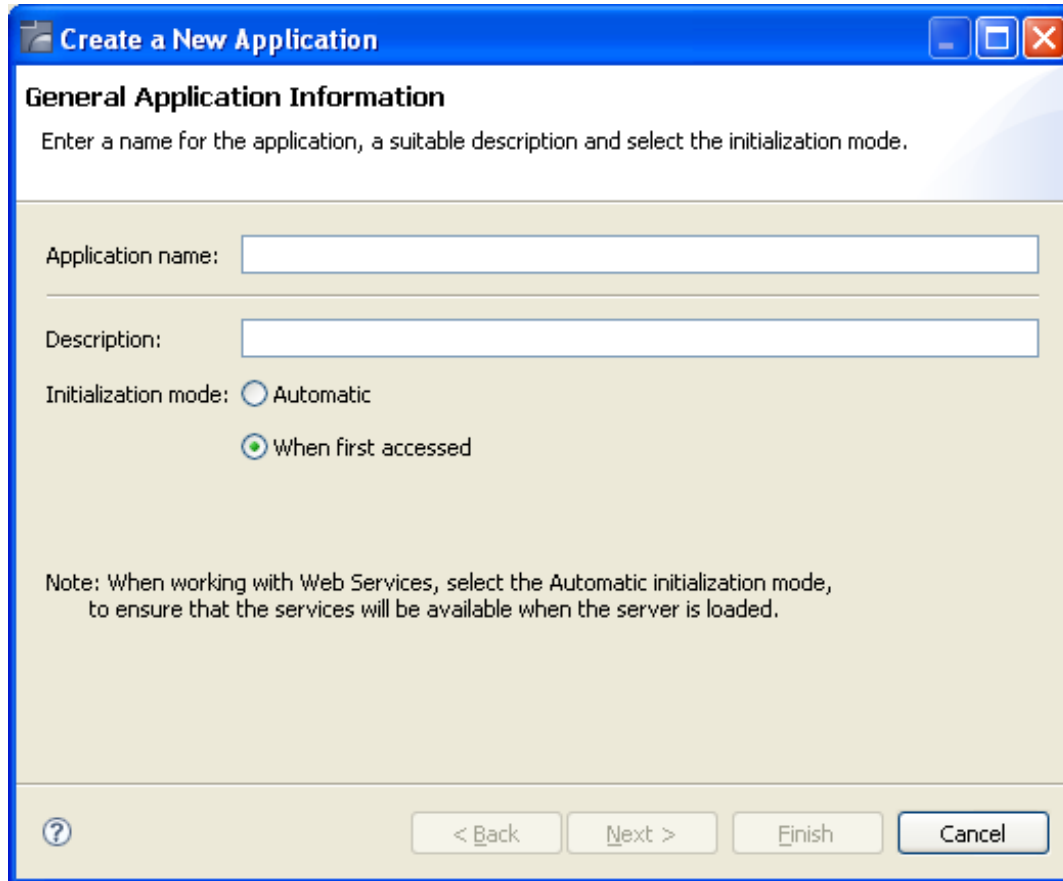 Create a New Application
General Application Information
Enter a name for the application, a suitable description and select the initialization mode.
Application name:
Description:
Initialization mode: Automatic
When first accessed
Note: When working with Web Services, select the Automatic initialization mode,
to ensure that the services will be available when the server is loaded.
? < Back Next > Finish Cancel